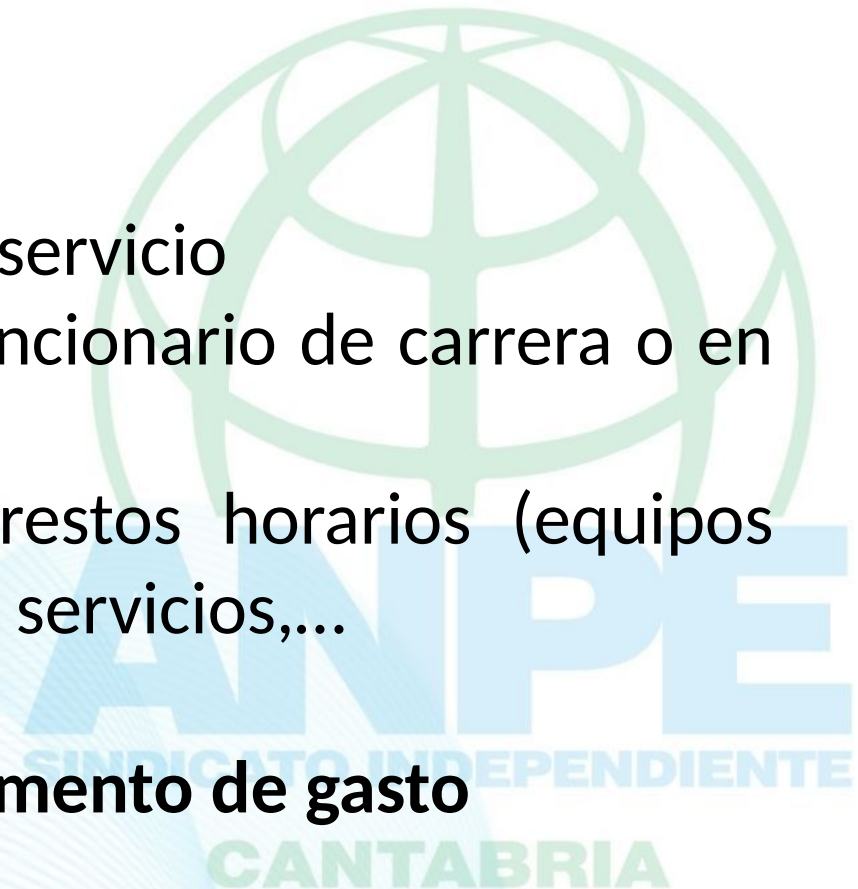 servicio
ncionario de carrera o en
restos horarios (equipos
servicios,...
mento de gasto
ANPE
SINDICATO INDEPENDIENTE
CANTABRIA